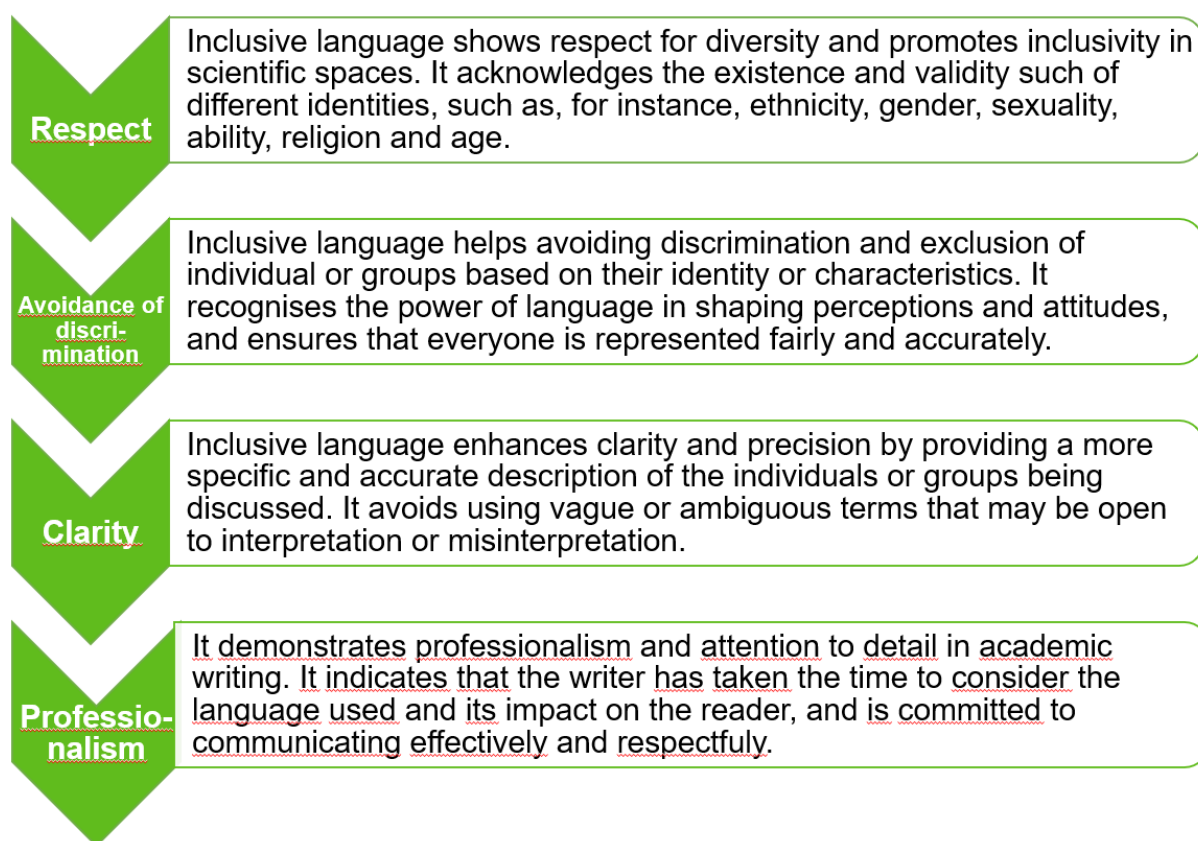 Respect
Inclusive language shows respect for diversity and promotes inclusivity in
scientific spaces. It acknowledges the existence and validity such of
different identities, such as, for instance, ethnicity, gender, sexuality,
ability, religion and age.
Avoidance of
discri-
mination
Inclusive language helps avoiding discrimination and exclusion of
individual or groups based on their identity or characteristics. It
recognises the power of language in shaping perceptions and attitudes,
and ensures that everyone is represented fairly and accurately.
Clarity
Inclusive language enhances clarity and precision by providing a more
specific and accurate description of the individuals or groups being
discussed. It avoids using vague or ambiguous terms that may be open
to interpretation or misinterpretation.
Professio-
nalism
It demonstrates professionalism and attention to detail in academic
writing. It indicates that the writer has taken the time to consider the
language used and its impact on the reader, and is committed to
communicating effectively and respectfuly.